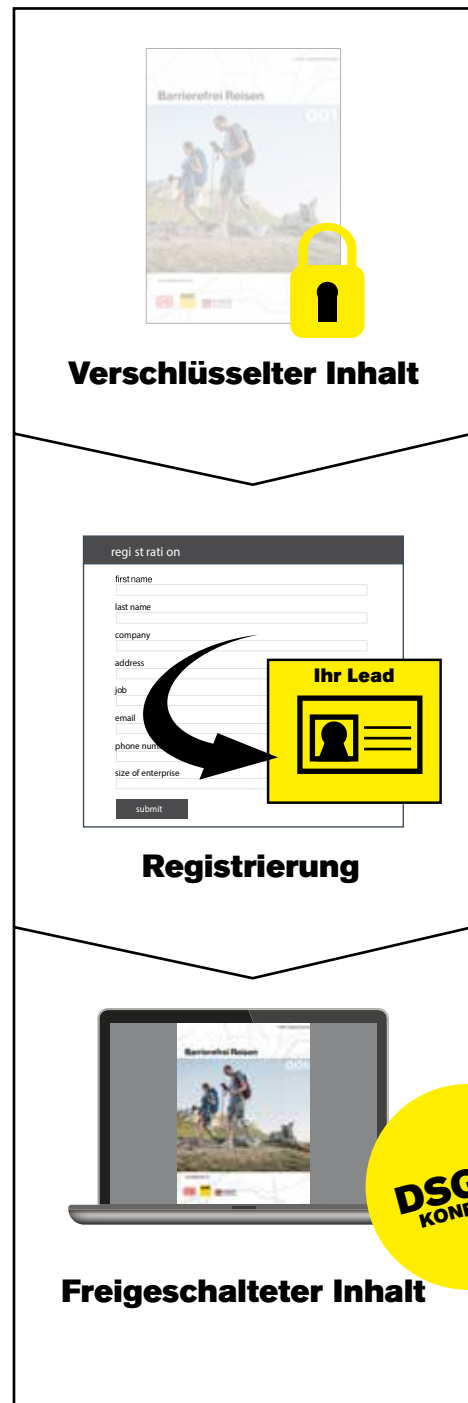 Barrierefrei Reisen
001
Verschlüsselter Inhalt
regi st rati on
first name
last name
company
address
job
email
phone num
size of enterprise
submit
Ihr Lead
Registrierung
Barrierefrei Reisen
001
DSG
KONF
Freigeschalteter Inhalt